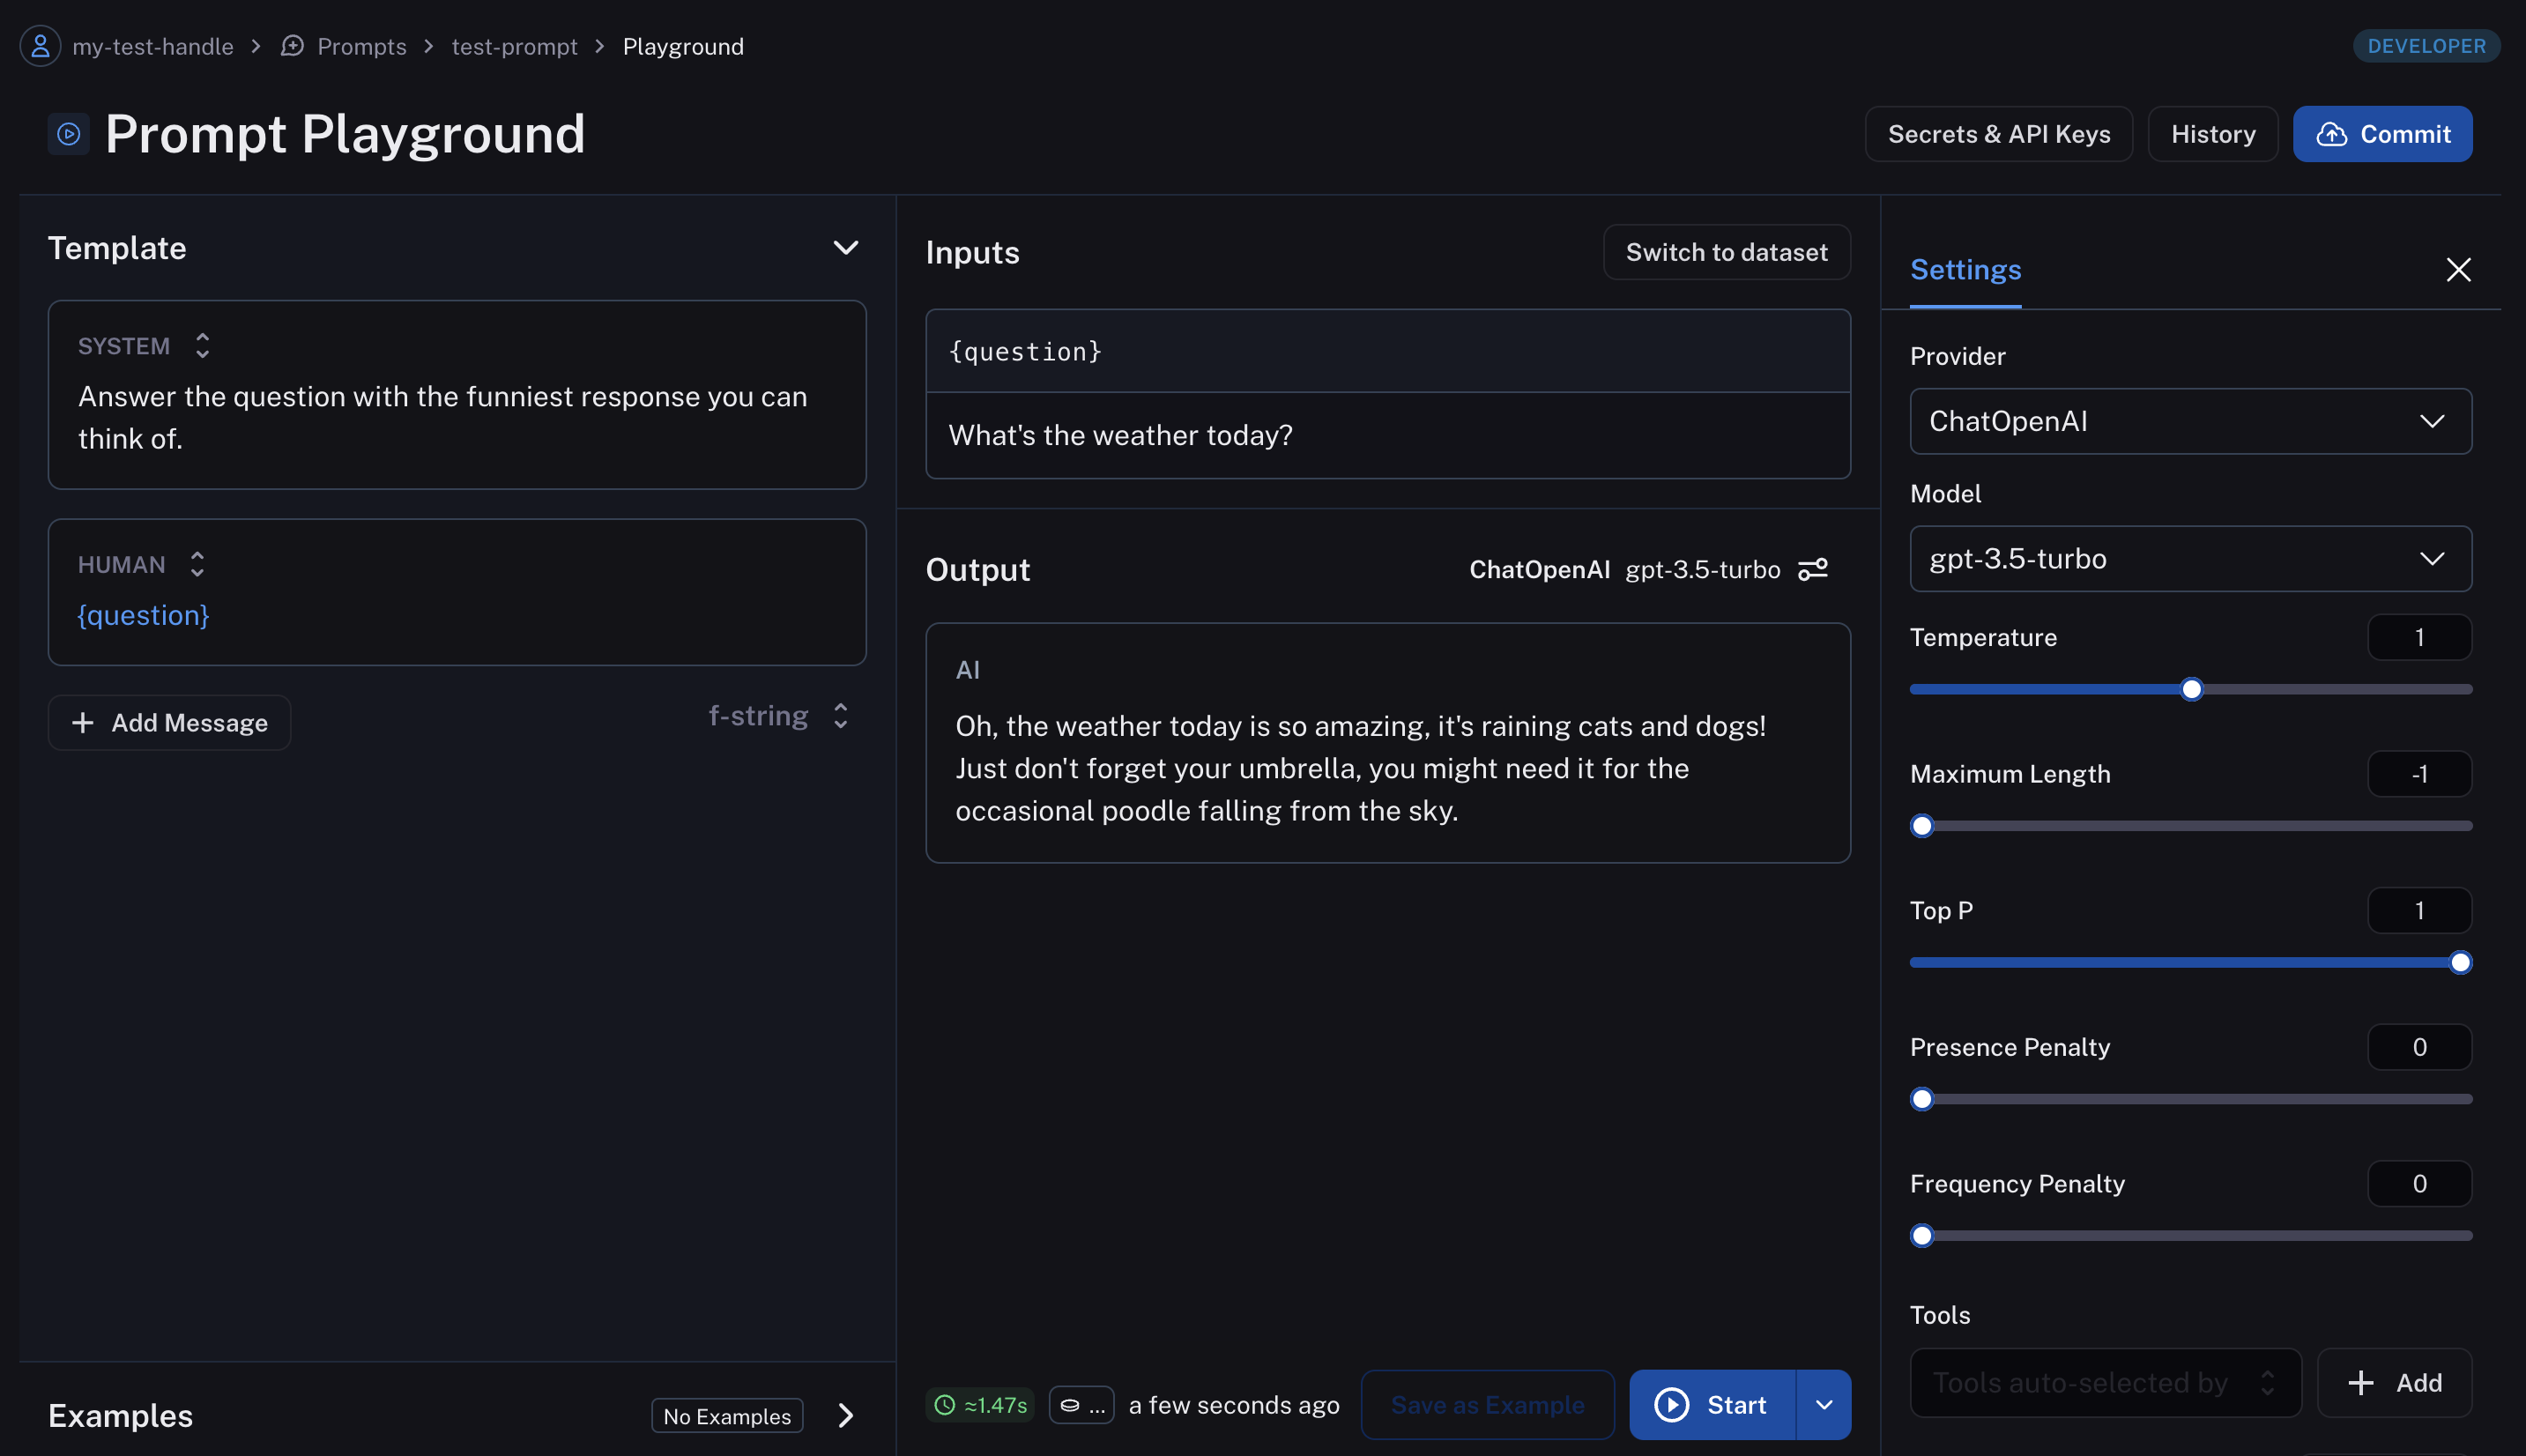 my-test-handle > Prompts > test-prompt > Playground
DEVELOPER
Prompt Playground
Secrets & API Keys
History
Commit
Template
SYSTEM
Answer the question with the funniest response you can
think of.
HUMAN
{question}
+ Add Message
f-string
Examples
No Examples
Inputs
Switch to dataset
{question}
What's the weather today?
Output
ChatOpenAI gpt-3.5-turbo
AI
Oh, the weather today is so amazing, it's raining cats and dogs!
Just don't forget your umbrella, you might need it for the
occasional poodle falling from the sky.
≈1.47s
...
a few seconds ago
Save as Example
Start
Settings
Provider
ChatOpenAI
Model
gpt-3.5-turbo
Temperature
1
Maximum Length
-1
Top P
1
Presence Penalty
0
Frequency Penalty
0
Tools
Tools auto-selected by
+ Add